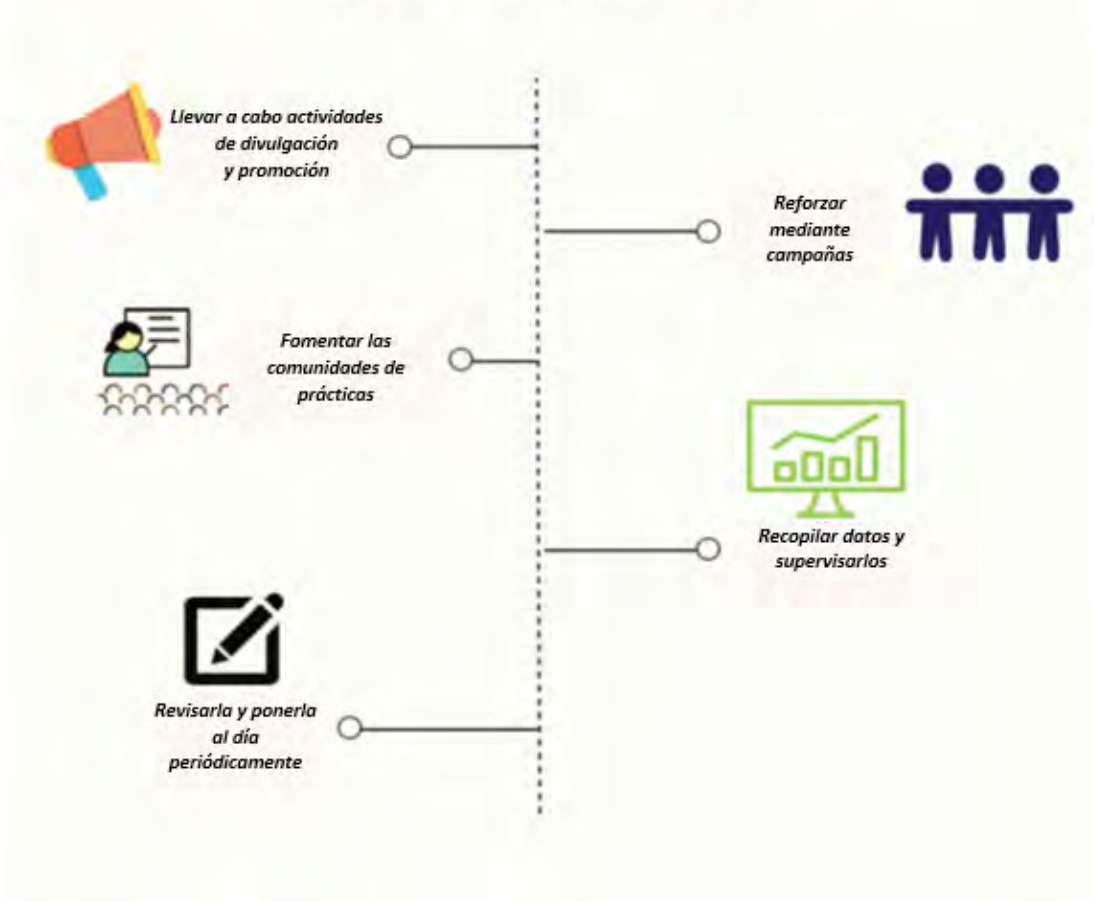 Llevar a cabo actividades
de divulgación
y promoción
Reforzar
mediante
campañas
Fomentar las
comunidades de
prácticas
Recopilar datos y
supervisarlos
Revisarla y ponerla
al día
periódicamente